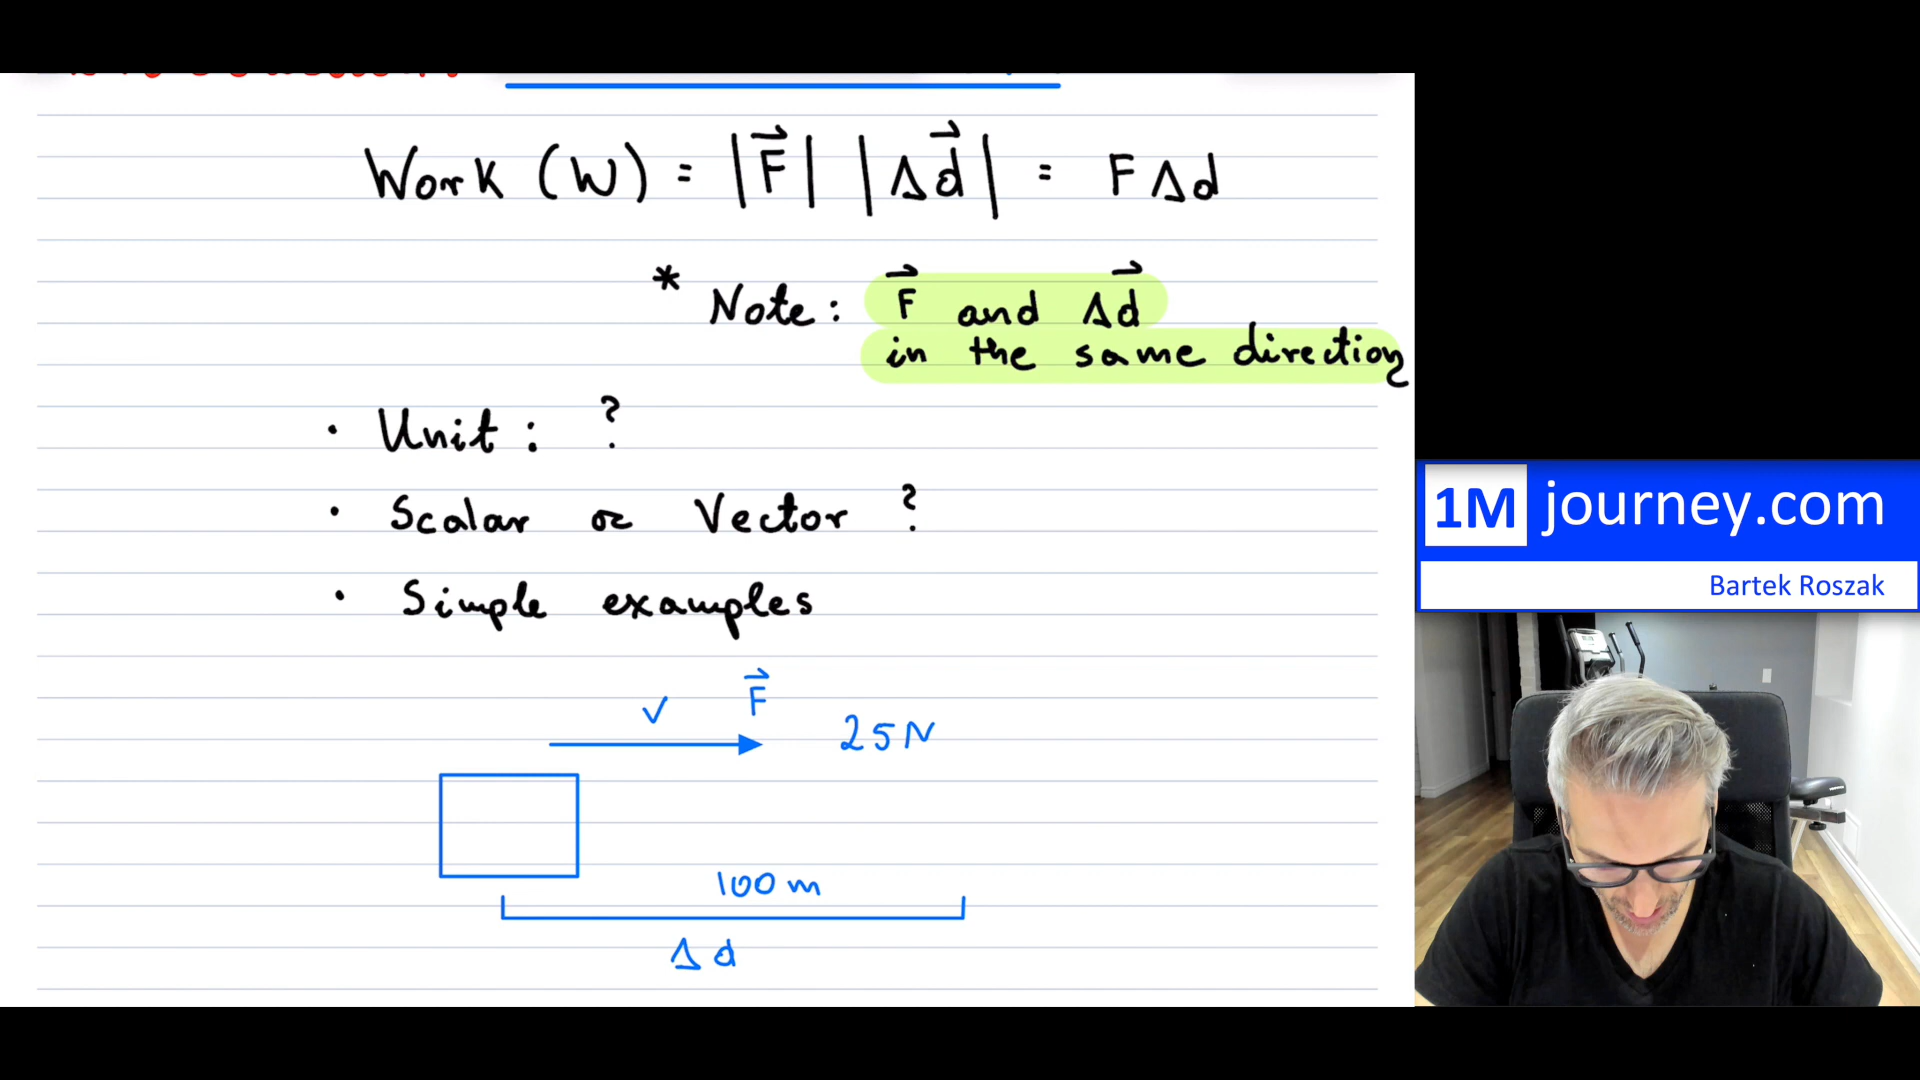 Work (W) = |F⃗| |Δd⃗| = FΔd
* Note: F⃗ and Δd⃗
in the same direction
• Unit: ?
• Scalar or Vector ?
• Simple examples
✓ F⃗
25N
100 m
Δd
1M journey.com
Bartek Roszak